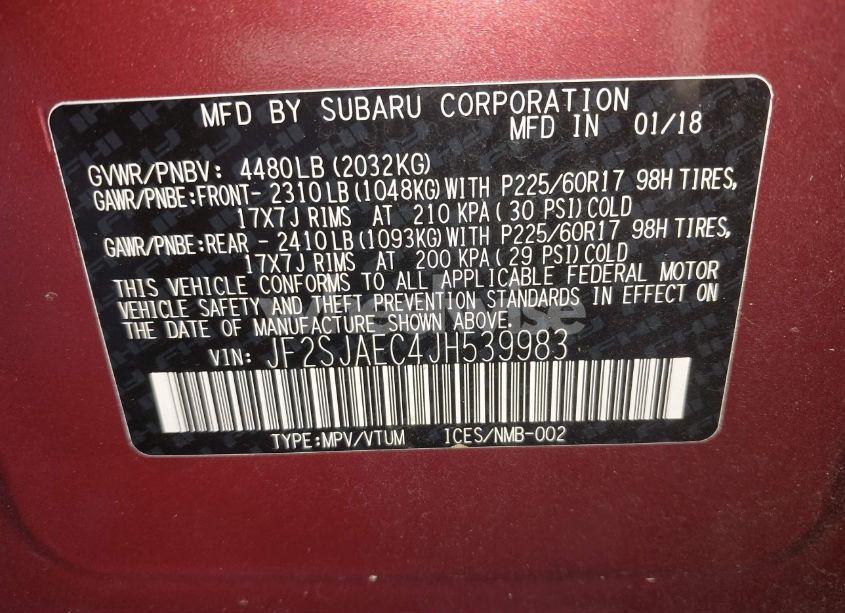 MFD BY SUBARU CORPORATION
MFD IN 01/18
GVWR/PNBV: 4480LB(2032KG)
GAWR/PNBE:FRONT- 2310LB(1048KG)WITH P225/60R17 98H TIRES,
17X7J RIMS AT 210 KPA(30 PSI)COLD
GAWR/PNBE:REAR - 2410LB(1093KG)WITH P225/60R17 98H TIRES,
17X7J RIMS AT 200 KPA(29 PSI)COLD
THIS VEHICLE CONFORMS TO ALL APPLICABLE FEDERAL MOTOR
VEHICLE SAFETY AND THEFT PREVENTION STANDARDS IN EFFECT ON
THE DATE OF MANUFACTURE SHOWN ABOVE.
VIN: JF2SJAEC4JH539983
TYPE:MPV/VTUM ICES/NMB-002